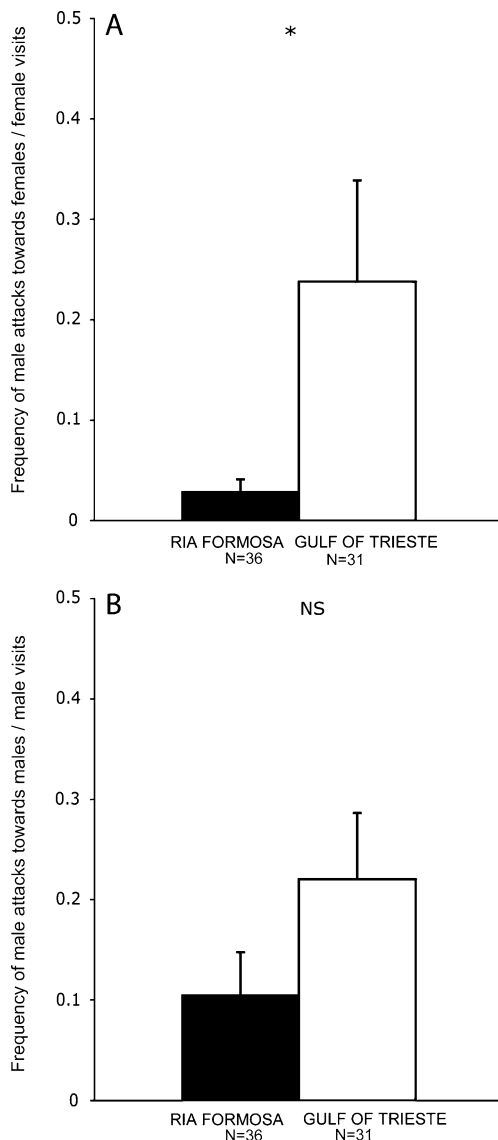 A
*
Frequency of male attacks towards females / female visits
0.5
0.4
0.3
0.2
0.1
0
RIA FORMOSA GULF OF TRIESTE
N=36 N=31
B
NS
Frequency of male attacks towards males / male visits
0.5
0.4
0.3
0.2
0.1
0
RIA FORMOSA GULF OF TRIESTE
N=36 N=31